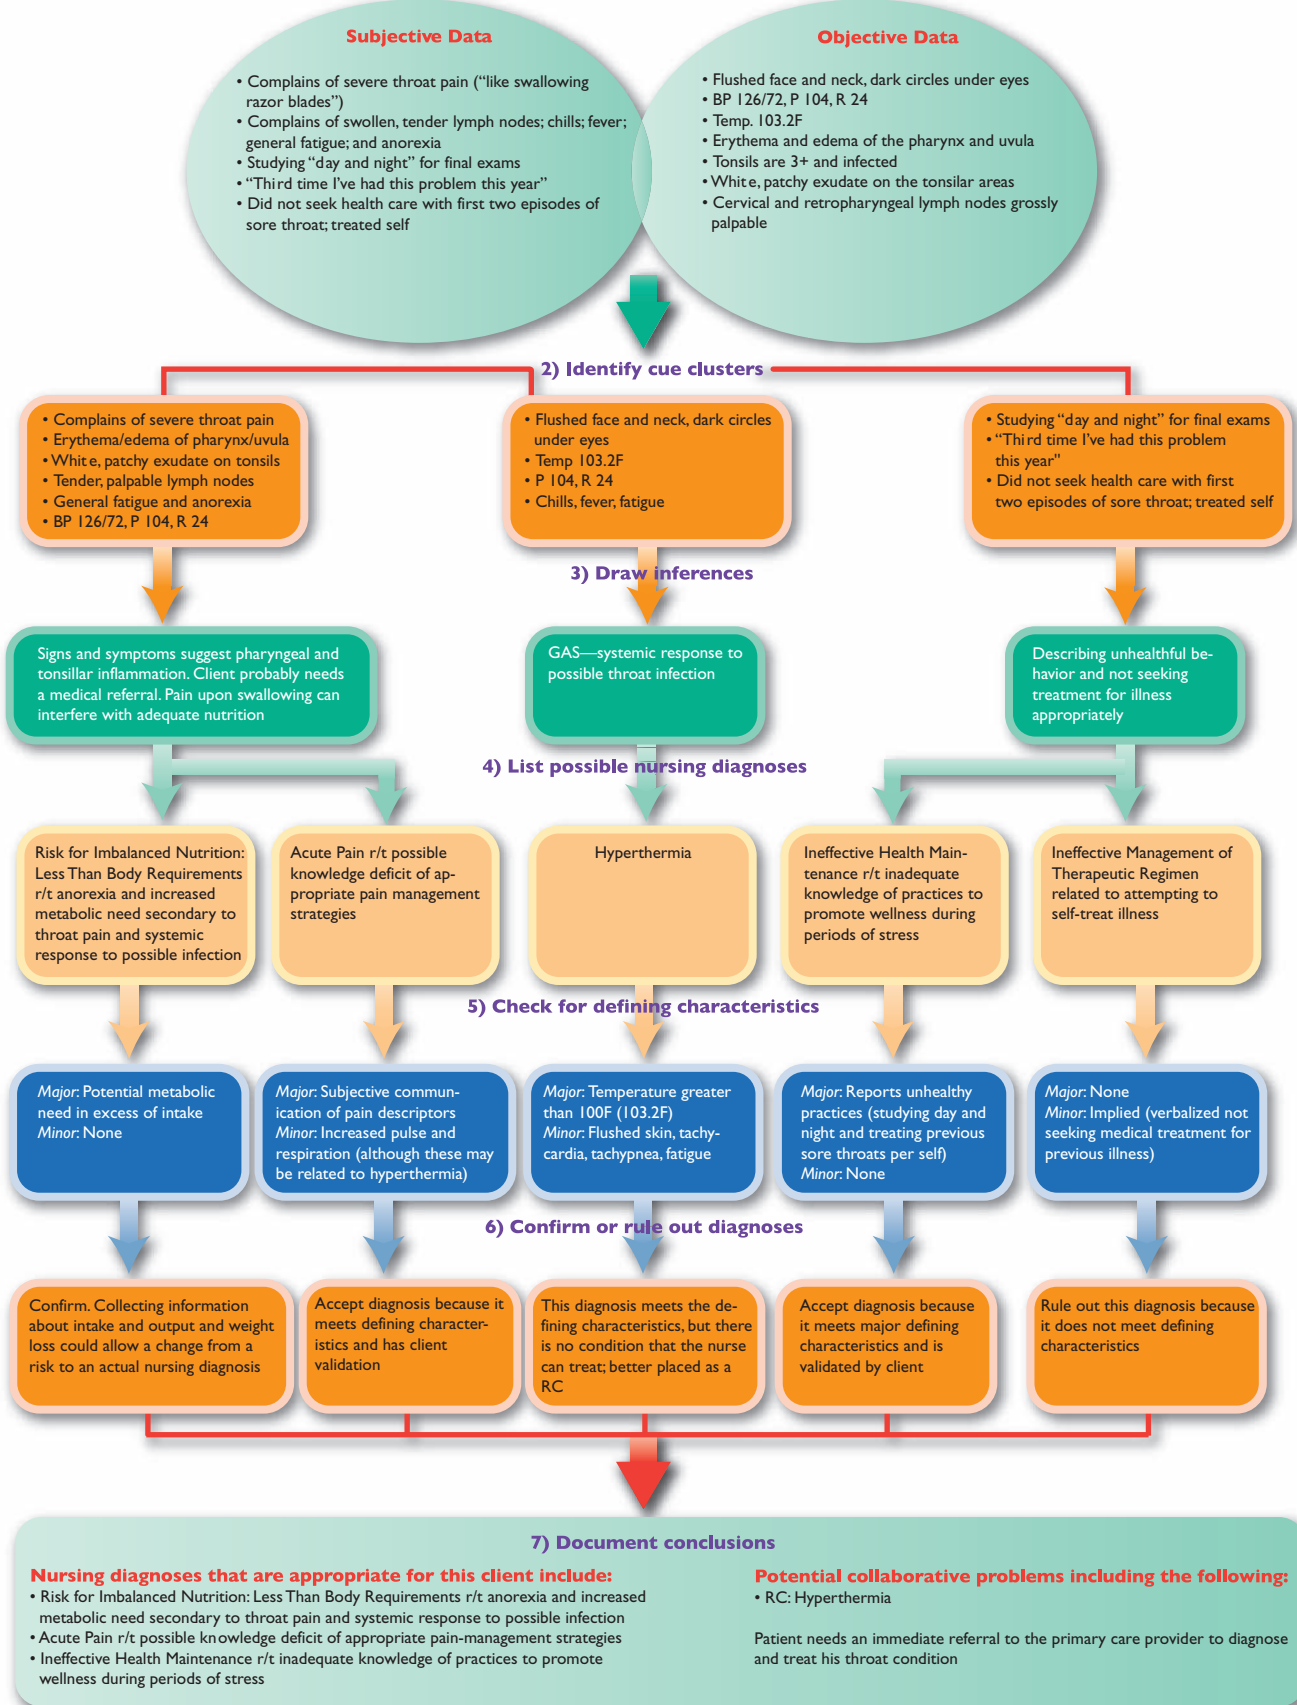 Subjective Data
• Complains of severe throat pain (“like swallowing
razor blades”)
• Complains of swollen, tender lymph nodes; chills; fever;
general fatigue; and anorexia
• Studying “day and night” for final exams
• “Third time I’ve had this problem this year”
• Did not seek health care with first two episodes of
sore throat; treated self
Objective Data
• Flushed face and neck, dark circles under eyes
• BP 126/72, P 104, R 24
• Temp. 103.2F
• Erythema and edema of the pharynx and uvula
• Tonsils are 3+ and infected
• White, patchy exudate on the tonsilar areas
• Cervical and retropharyngeal lymph nodes grossly
palpable
2) Identify cue clusters
• Complains of severe throat pain
• Erythema/edema of pharynx/uvula
• White, patchy exudate on tonsils
• Tender, palpable lymph nodes
• General fatigue and anorexia
• BP 126/72, P 104, R 24
• Flushed face and neck, dark circles
under eyes
• Temp 103.2F
• P 104, R 24
• Chills, fever, fatigue
• Studying “day and night” for final exams
• “Third time I’ve had this problem
this year"
• Did not seek health care with first
two episodes of sore throat; treated self
3) Draw inferences
Signs and symptoms suggest pharyngeal and
tonsillar inflammation. Client probably needs
a medical referral. Pain upon swallowing can
interfere with adequate nutrition
GAS—systemic response to
possible throat infection
Describing unhealthful be-
havior and not seeking
treatment for illness
appropriately
4) List possible nursing diagnoses
Risk for Imbalanced Nutrition:
Less Than Body Requirements
r/t anorexia and increased
metabolic need secondary to
throat pain and systemic
response to possible infection
Acute Pain r/t possible
knowledge deficit of ap-
propriate pain management
strategies
Hyperthermia
Ineffective Health Main-
tenance r/t inadequate
knowledge of practices to
promote wellness during
periods of stress
Ineffective Management of
Therapeutic Regimen
related to attempting to
self-treat illness
5) Check for defining characteristics
Major: Potential metabolic
need in excess of intake
Minor: None
Major: Subjective commun-
ication of pain descriptors
Minor: Increased pulse and
respiration (although these may
be related to hyperthermia)
Major: Temperature greater
than 100F (103.2F)
Minor: Flushed skin, tachy-
cardia, tachypnea, fatigue
Major: Reports unhealthy
practices (studying day and
night and treating previous
sore throats per self)
Minor: None
Major: None
Minor: Implied (verbalized not
seeking medical treatment for
previous illness)
6) Confirm or rule out diagnoses
Confirm. Collecting information
about intake and output and weight
loss could allow a change from a
risk to an actual nursing diagnosis
Accept diagnosis because it
meets defining character-
istics and has client
validation
This diagnosis meets the de-
fining characteristics, but there
is no condition that the nurse
can treat; better placed as a
RC
Accept diagnosis because
it meets major defining
characteristics and is
validated by client
Rule out this diagnosis because
it does not meet defining
characteristics
7) Document conclusions
Nursing diagnoses that are appropriate for this client include:
• Risk for Imbalanced Nutrition: Less Than Body Requirements r/t anorexia and increased
metabolic need secondary to throat pain and systemic response to possible infection
• Acute Pain r/t possible knowledge deficit of appropriate pain-management strategies
• Ineffective Health Maintenance r/t inadequate knowledge of practices to promote
wellness during periods of stress
Potential collaborative problems including the following:
• RC: Hyperthermia
Patient needs an immediate referral to the primary care provider to diagnose
and treat his throat condition